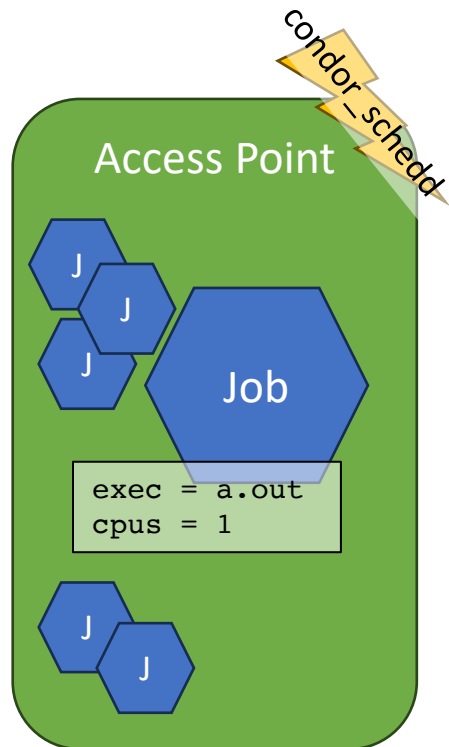 condor_schedd
Access Point
J
J
J
Job
exec = a.out
cpus = 1
J
J